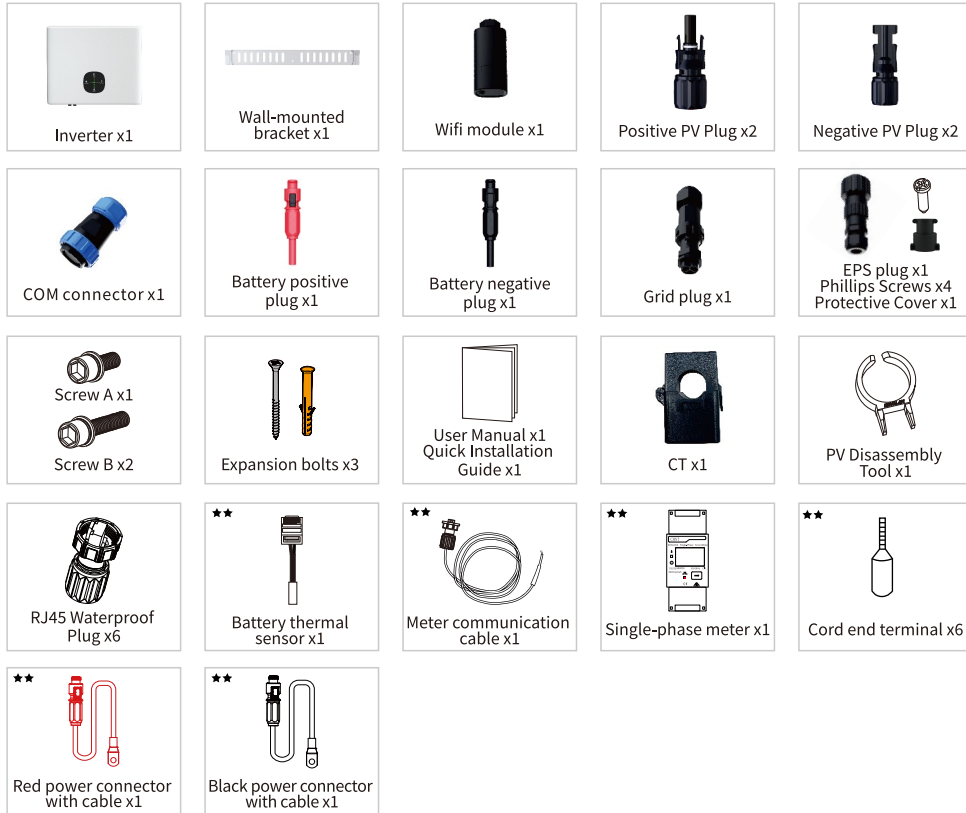 Inverter x1
Wall-mounted
bracket x1
Wifi module x1
Positive PV Plug x2
Negative PV Plug x2
COM connector x1
Battery positive
plug x1
Battery negative
plug x1
Grid plug x1
EPS plug x1
Phillips Screws x4
Protective Cover x1
Screw A x1
Screw B x2
Expansion bolts x3
User Manual x1
Quick Installation
Guide x1
CT x1
PV Disassembly
Tool x1
RJ45 Waterproof
Plug x6
★★
Battery thermal
sensor x1
★★
Meter communication
cable x1
★★
Single-phase meter x1
★★
Cord end terminal x6
★★
Red power connector
with cable x1
★★
Black power connector
with cable x1